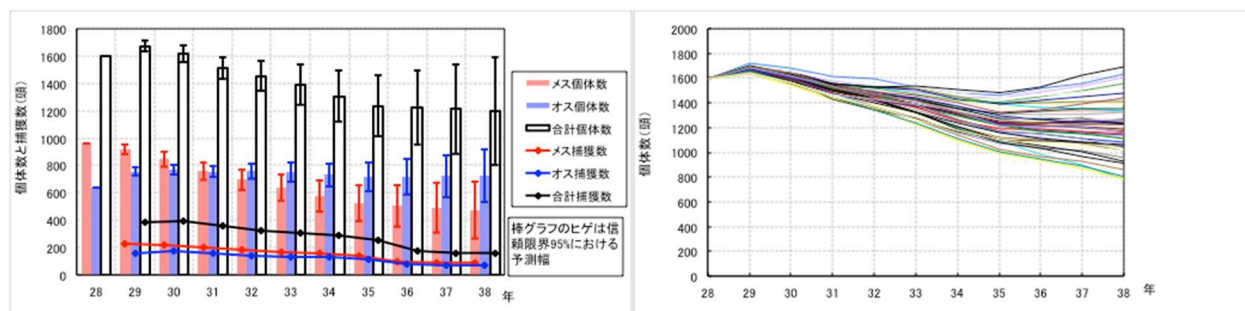 個体数と捕獲数(頭)
1800
1600
1400
1200
1000
800
600
400
200
0
28 29 30 31 32 33 34 35 36 37 38 年
メス個体数
オス個体数
合計個体数
メス捕獲数
オス捕獲数
合計捕獲数
棒グラフのヒゲは信
頼限界95%における
予測幅
個体数(頭)
2000
1800
1600
1400
1200
1000
800
600
400
200
0
28 29 30 31 32 33 34 35 36 37 38 年